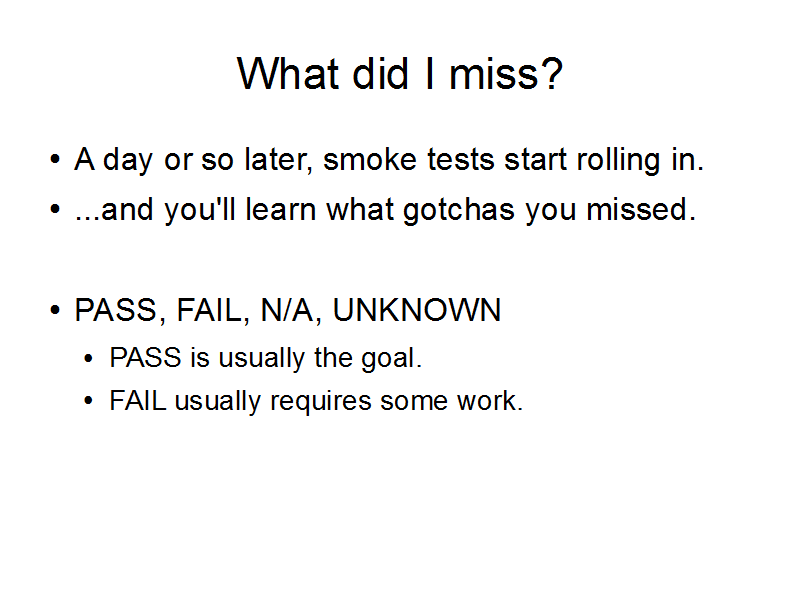 What did I miss?
• A day or so later, smoke tests start rolling in.
• ...and you'll learn what gotchas you missed.
• PASS, FAIL, N/A, UNKNOWN
• PASS is usually the goal.
• FAIL usually requires some work.